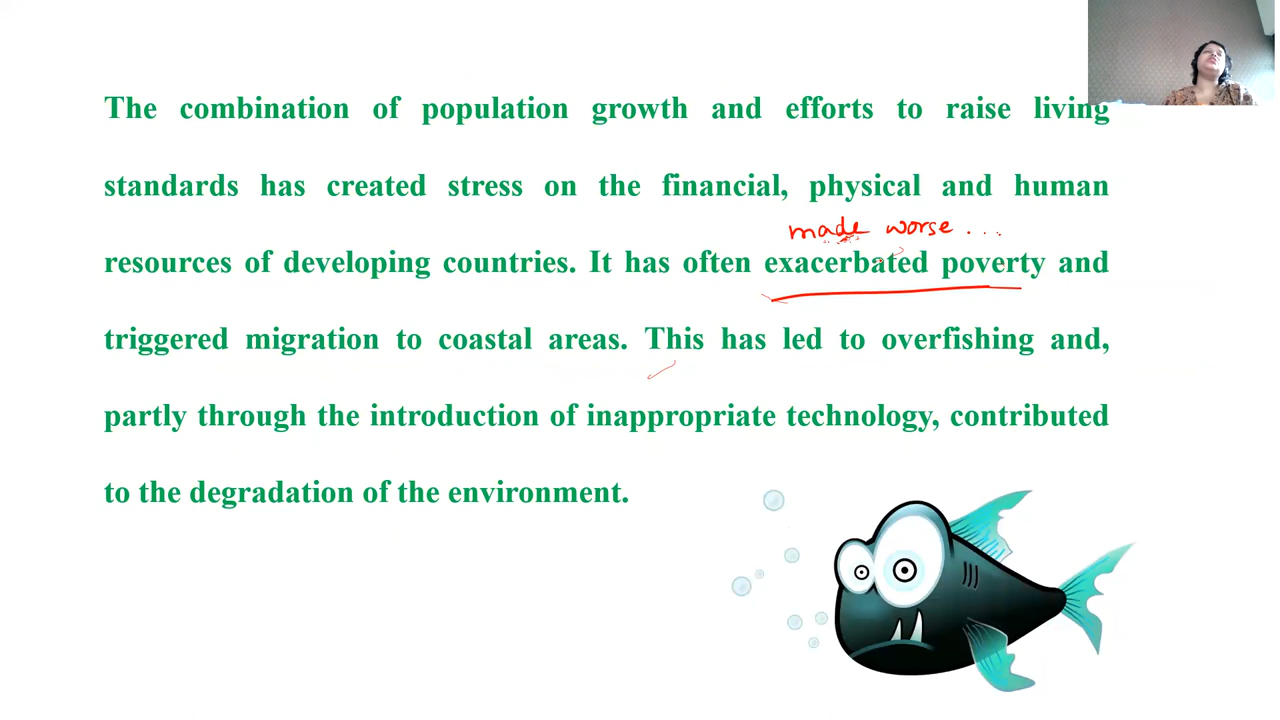 The combination of population growth and efforts to raise living
standards has created stress on the financial, physical and human
made worse ...
resources of developing countries. It has often exacerbated poverty and
triggered migration to coastal areas. This has led to overfishing and,
partly through the introduction of inappropriate technology, contributed
to the degradation of the environment.